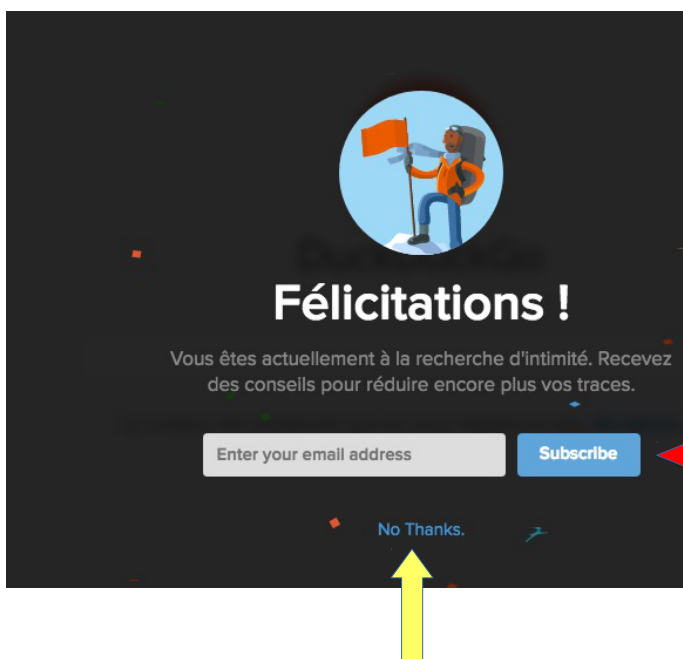 Félicitations !
Vous êtes actuellement à la recherche d'intimité. Recevez
des conseils pour réduire encore plus vos traces.
Enter your email address
Subscribe
No Thanks.